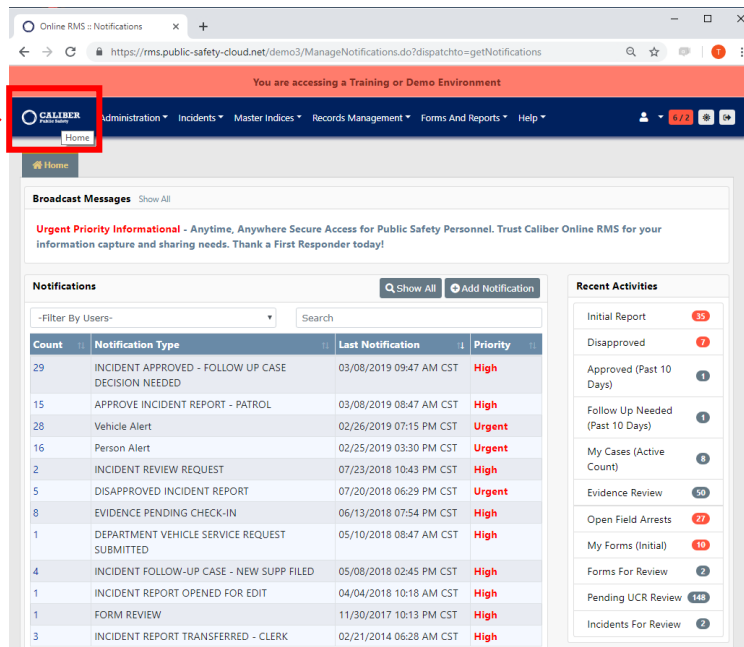 Online RMS :: Notifications
https://rms.public-safety-cloud.net/demo3/ManageNotifications.do?dispatchto=getNotifications
T
You are accessing a Training or Demo Environment
CALIBER
Public Safety
Administration Incidents Master Indices Records Management Forms And Reports Help
6 / 2
Home
Home
Broadcast Messages Show All
Urgent Priority Informational - Anytime, Anywhere Secure Access for Public Safety Personnel. Trust Caliber Online RMS for your
information capture and sharing needs. Thank a First Responder today!
Notifications
Show All Add Notification
-Filter By Users- Search
Count Notification Type Last Notification Priority
29 INCIDENT APPROVED - FOLLOW UP CASE 03/08/2019 09:47 AM CST High
DECISION NEEDED
15 APPROVE INCIDENT REPORT - PATROL 03/08/2019 08:47 AM CST High
28 Vehicle Alert 02/26/2019 07:15 PM CST Urgent
16 Person Alert 02/25/2019 03:30 PM CST Urgent
2 INCIDENT REVIEW REQUEST 07/23/2018 10:43 PM CST High
5 DISAPPROVED INCIDENT REPORT 07/20/2018 06:29 PM CST Urgent
8 EVIDENCE PENDING CHECK-IN 06/13/2018 07:54 PM CST High
1 DEPARTMENT VEHICLE SERVICE REQUEST 05/10/2018 08:47 AM CST High
SUBMITTED
4 INCIDENT FOLLOW-UP CASE - NEW SUPP FILED 05/08/2018 02:45 PM CST High
1 INCIDENT REPORT OPENED FOR EDIT 04/04/2018 10:18 AM CST High
1 FORM REVIEW 11/30/2017 10:13 PM CST High
3 INCIDENT REPORT TRANSFERRED - CLERK 02/21/2014 06:28 AM CST High
Recent Activities
Initial Report 35
Disapproved 7
Approved (Past 10
Days) 1
Follow Up Needed
(Past 10 Days) 1
My Cases (Active
Count) 8
Evidence Review 50
Open Field Arrests 27
My Forms (Initial) 10
Forms For Review 2
Pending UCR Review 148
Incidents For Review 2